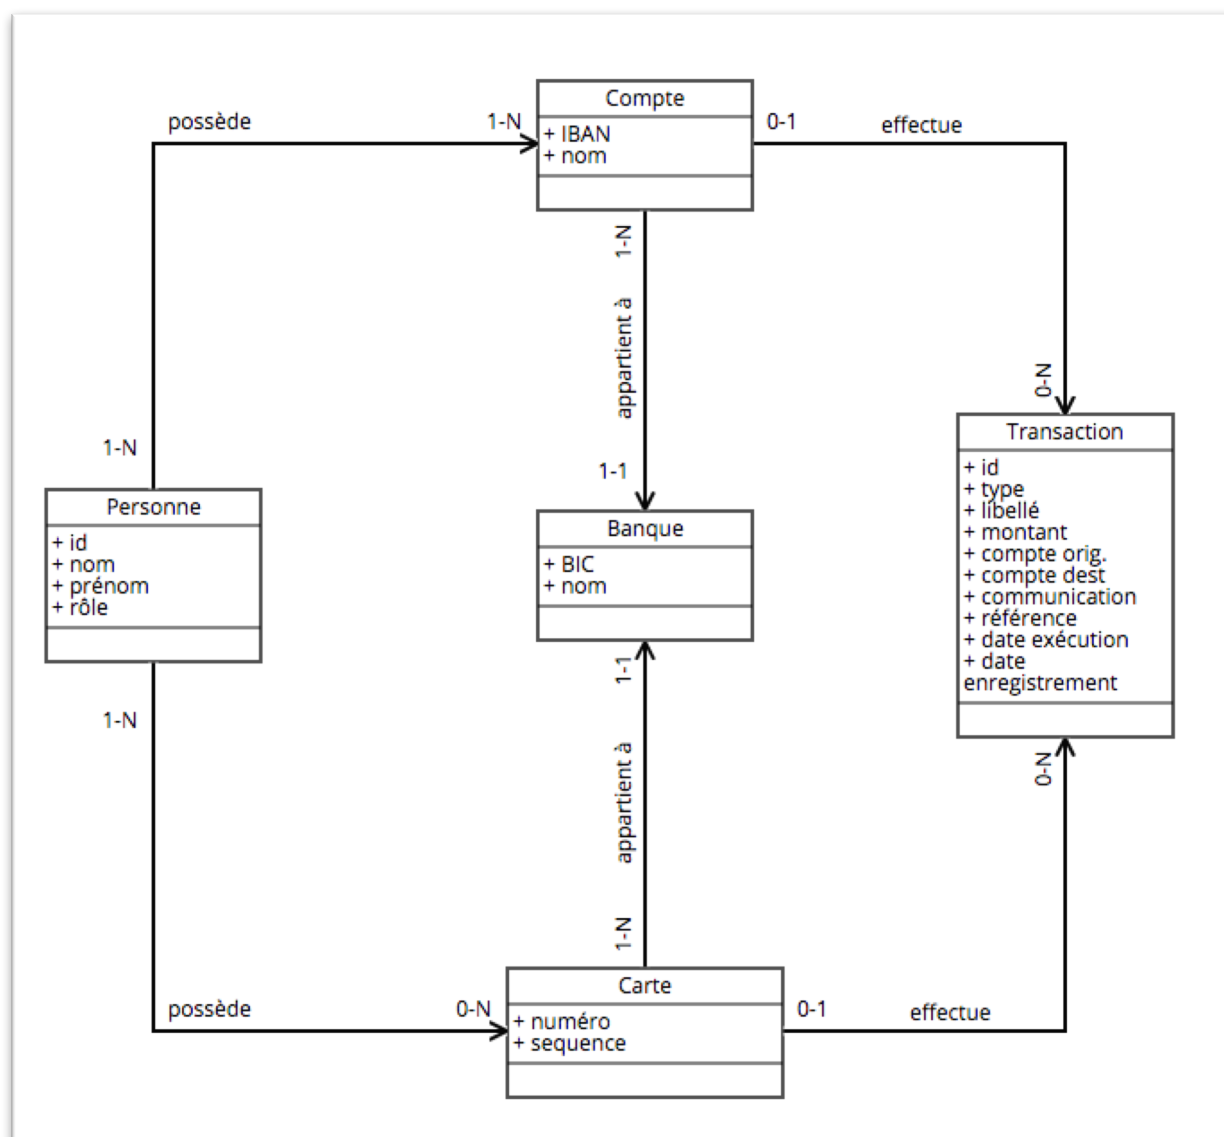 Compte
possède
1-N
+ IBAN
+ nom
0-1
effectue
1-N
appartient à
1-1
0-N
Transaction
+ id
+ type
+ libellé
+ montant
+ compte orig.
+ compte dest
+ communication
+ référence
+ date exécution
+ date
enregistrement
1-N
Personne
+ id
+ nom
+ prénom
+ rôle
1-N
Banque
+ BIC
+ nom
1-1
appartient à
1-N
0-N
possède
0-N
Carte
+ numéro
+ sequence
0-1
effectue